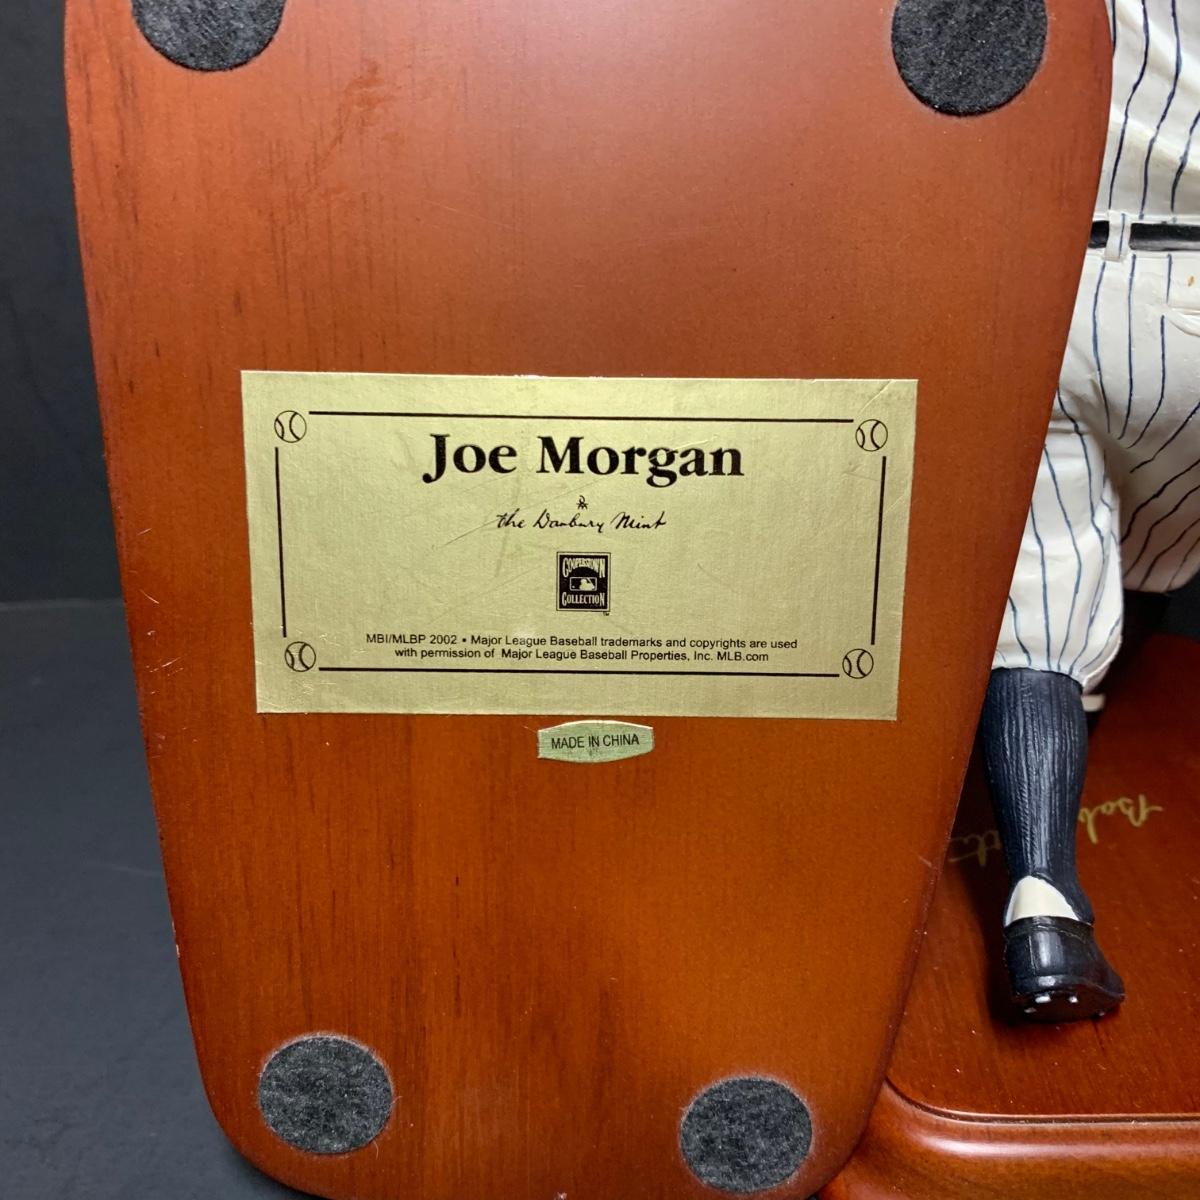 Joe Morgan
the Danbury Mint
COOPERSTOWN
COLLECTION
TM
MBI/MLBP 2002 • Major League Baseball trademarks and copyrights are used
with permission of Major League Baseball Properties, Inc. MLB.com
MADE IN CHINA